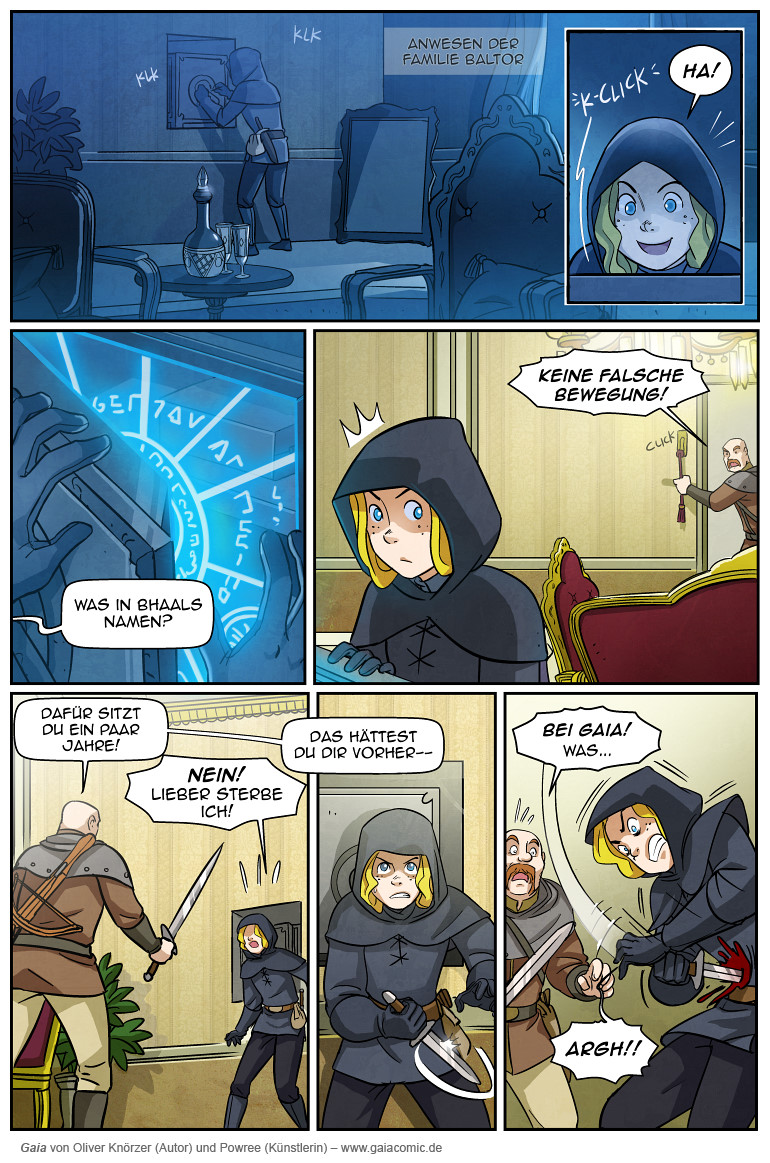 KLK
KLK
ANWESEN DER
FAMILIE BALTOR
K-CLICK
HA!
WAS IN BHAALS
NAMEN?
KEINE FALSCHE
BEWEGUNG!
CLICK
DAFÜR SITZT
DU EIN PAAR
JAHRE!
NEIN!
LIEBER STERBE
ICH!
DAS HÄTTEST
DU DIR VORHER--
BEI GAIA!
WAS...
ARGH!!
Gaia von Oliver Knörzer (Autor) und Powree (Künstlerin) – www.gaiacomic.de